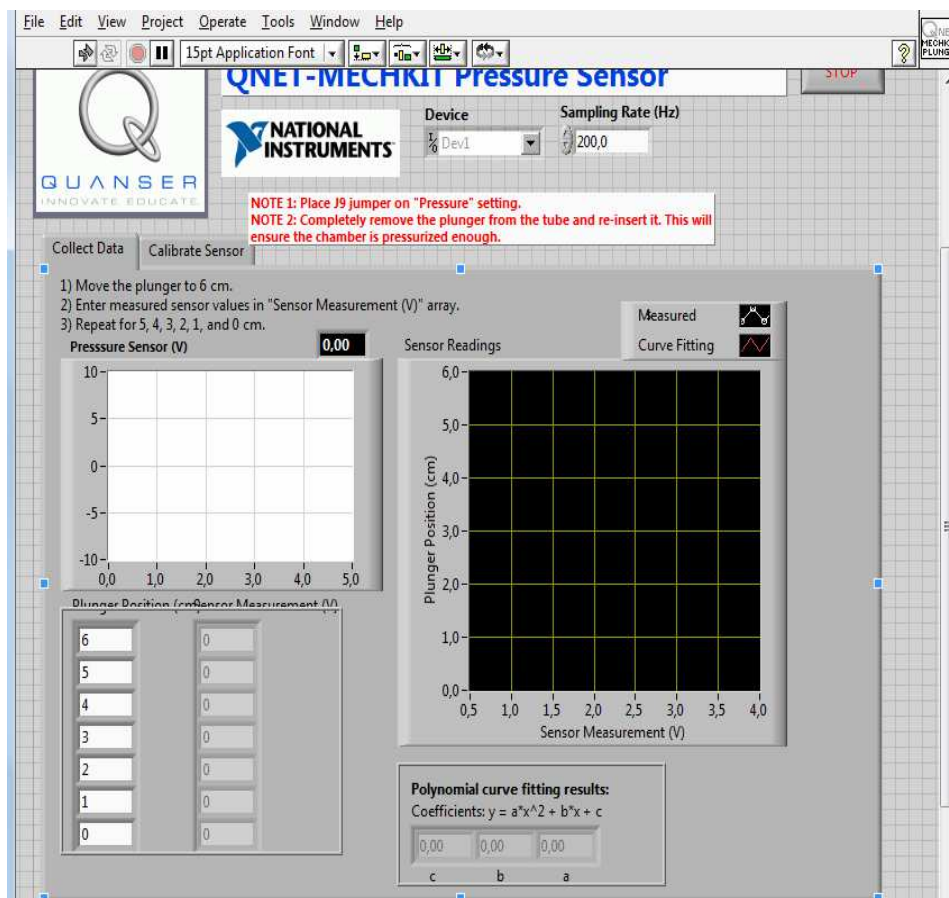 File Edit View Project Operate Tools Window Help
15pt Application Font
QNET-MECHKIT Pressure Sensor
STOP
QUANSER
INNOVATE EDUCATE
NATIONAL
INSTRUMENTS
Device
Dev1
Sampling Rate (Hz)
200,0
NOTE 1: Place J9 jumper on "Pressure" setting.
NOTE 2: Completely remove the plunger from the tube and re-insert it. This will
ensure the chamber is pressurized enough.
Collect Data
Calibrate Sensor
1) Move the plunger to 6 cm.
2) Enter measured sensor values in "Sensor Measurement (V)" array.
3) Repeat for 5, 4, 3, 2, 1, and 0 cm.
Presssure Sensor (V)
0,00
10
5
0
-5
-10
0,0 1,0 2,0 3,0 4,0 5,0
Sensor Readings
Measured
Curve Fitting
Plunger Position (cm)
6,0
5,0
4,0
3,0
2,0
1,0
0,0
0,5 1,0 1,5 2,0 2,5 3,0 3,5 4,0
Sensor Measurement (V)
Plunger Position (cm) Sensor Measurement (V)
6 0
5 0
4 0
3 0
2 0
1 0
0 0
Polynomial curve fitting results:
Coefficients: y = a*x^2 + b*x + c
0,00 0,00 0,00
c b a